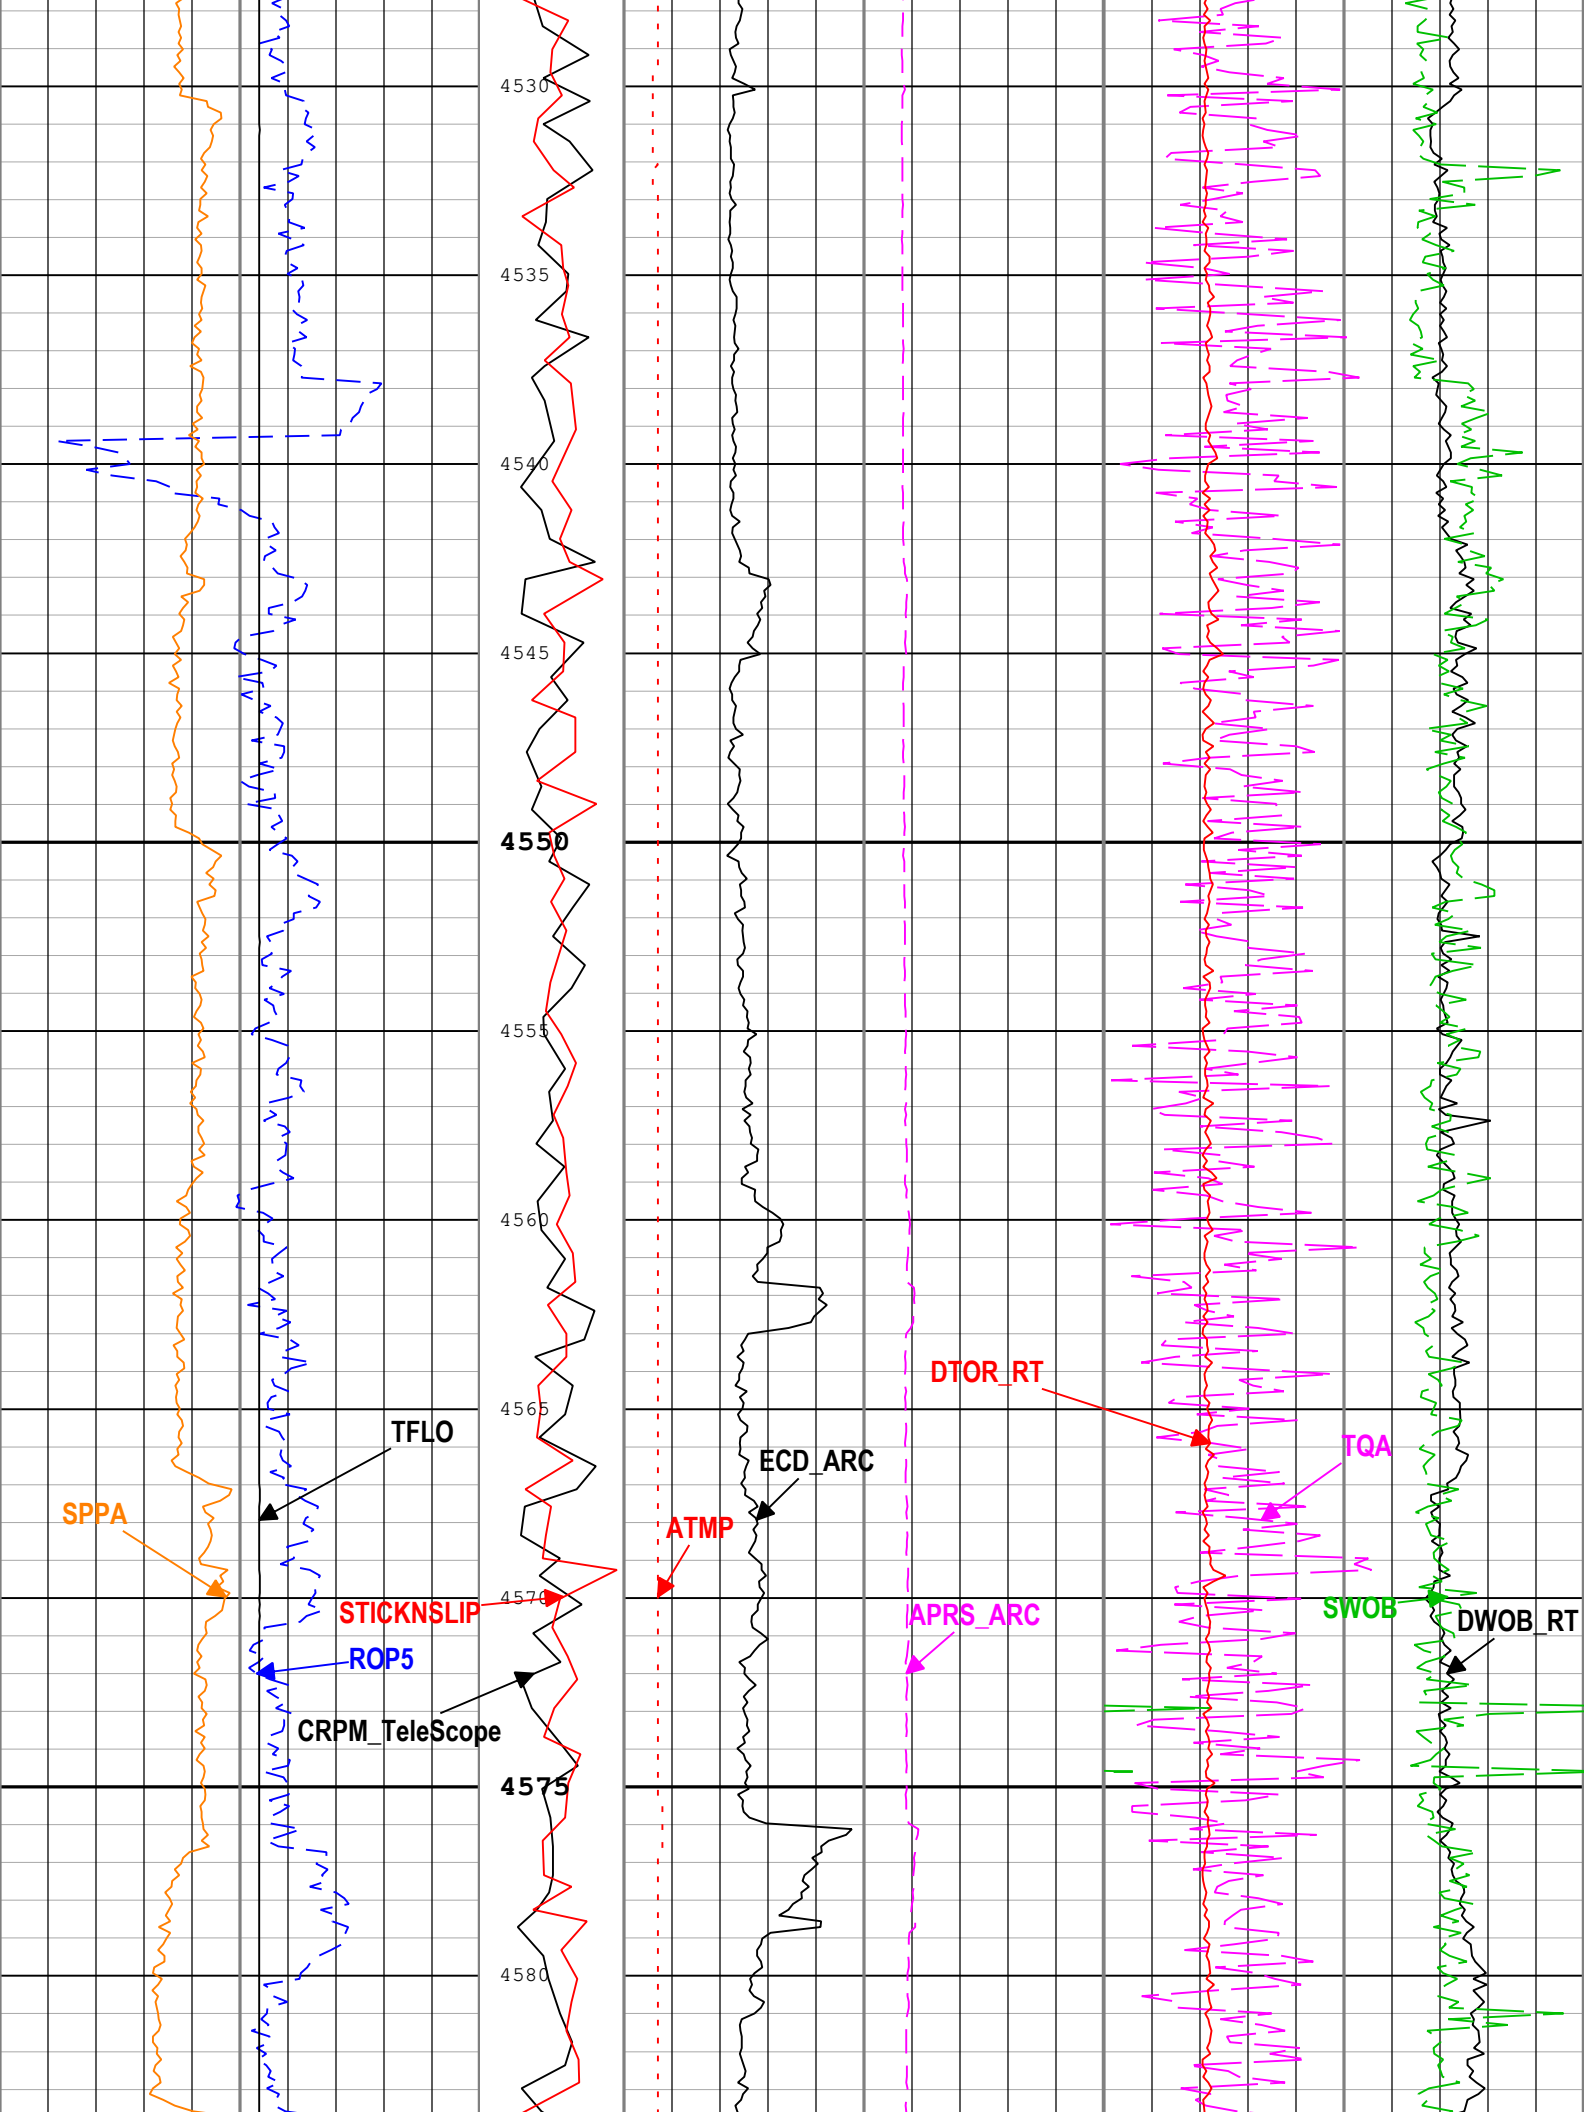 4530
4535
4540
4545
4550
4555
4560
DTOR_RT
4565
TFLO
TQA
ECD_ARC
SPPA
ATMP
4570
STICKNSLIP
SWOB
APRS_ARC
DWOB_RT
ROP5
CRPM_TeleScope
4575
4580